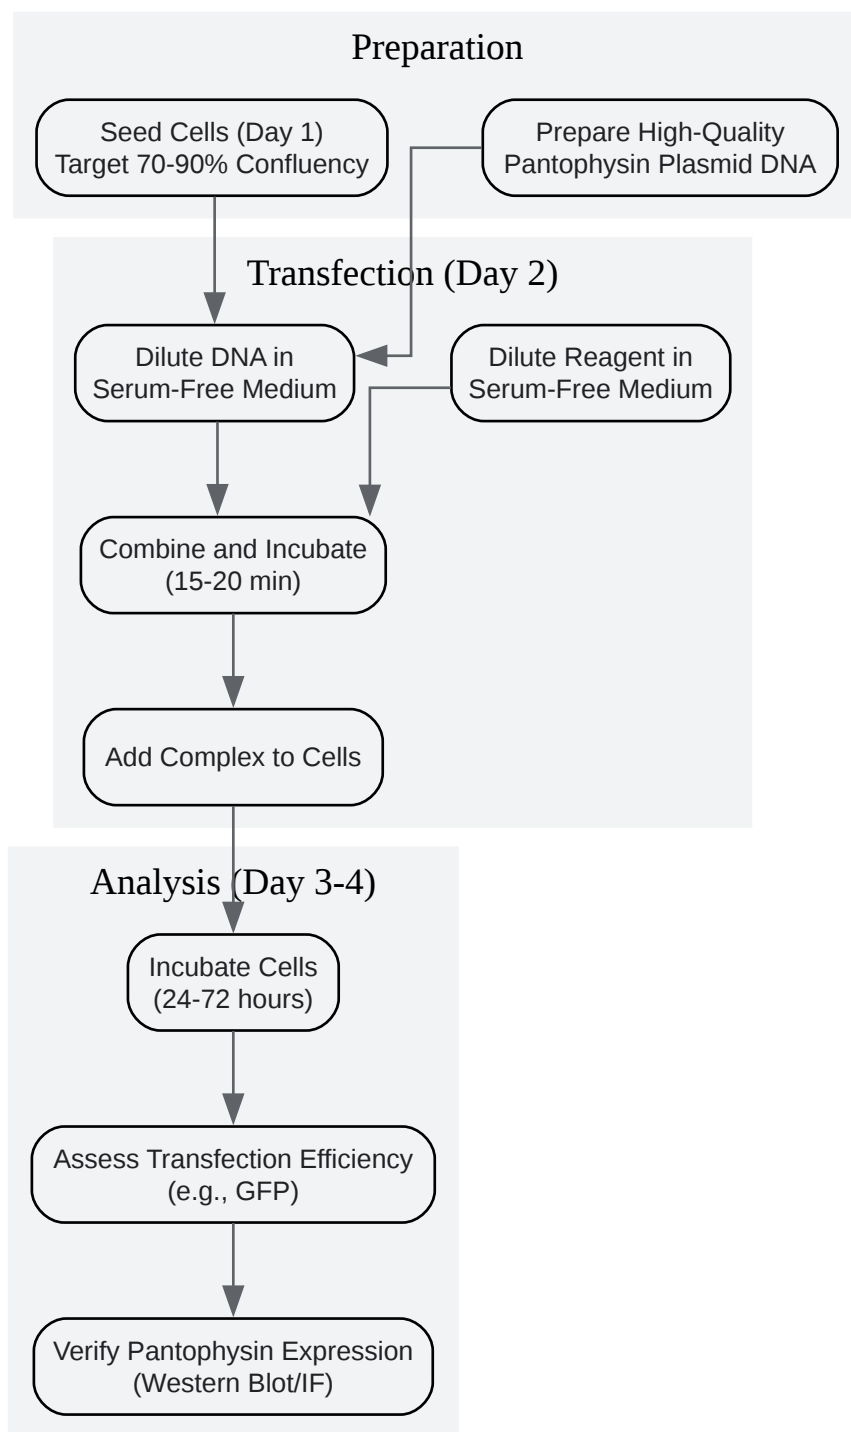 Preparation
Seed Cells (Day 1)
Target 70-90% Confluency
Prepare High-Quality
Pantophysin Plasmid DNA
Transfection (Day 2)
Dilute DNA in
Serum-Free Medium
Dilute Reagent in
Serum-Free Medium
Combine and Incubate
(15-20 min)
Add Complex to Cells
Analysis (Day 3-4)
Incubate Cells
(24-72 hours)
Assess Transfection Efficiency
(e.g., GFP)
Verify Pantophysin Expression
(Western Blot/IF)